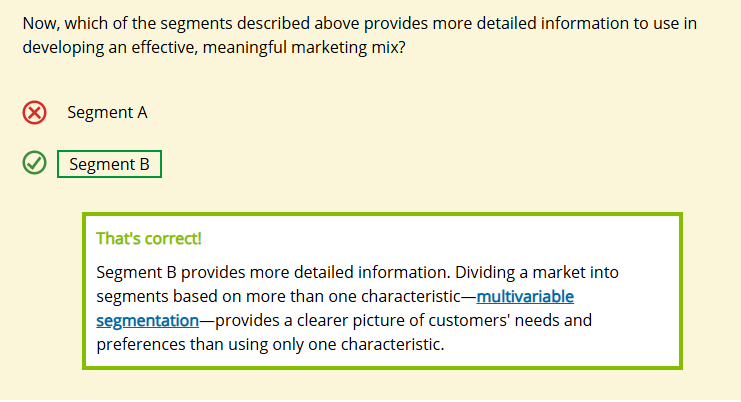 Now, which of the segments described above provides more detailed information to use in
developing an effective, meaningful marketing mix?
Segment A
Segment B
That's correct!
Segment B provides more detailed information. Dividing a market into
segments based on more than one characteristic—multivariable
segmentation—provides a clearer picture of customers' needs and
preferences than using only one characteristic.